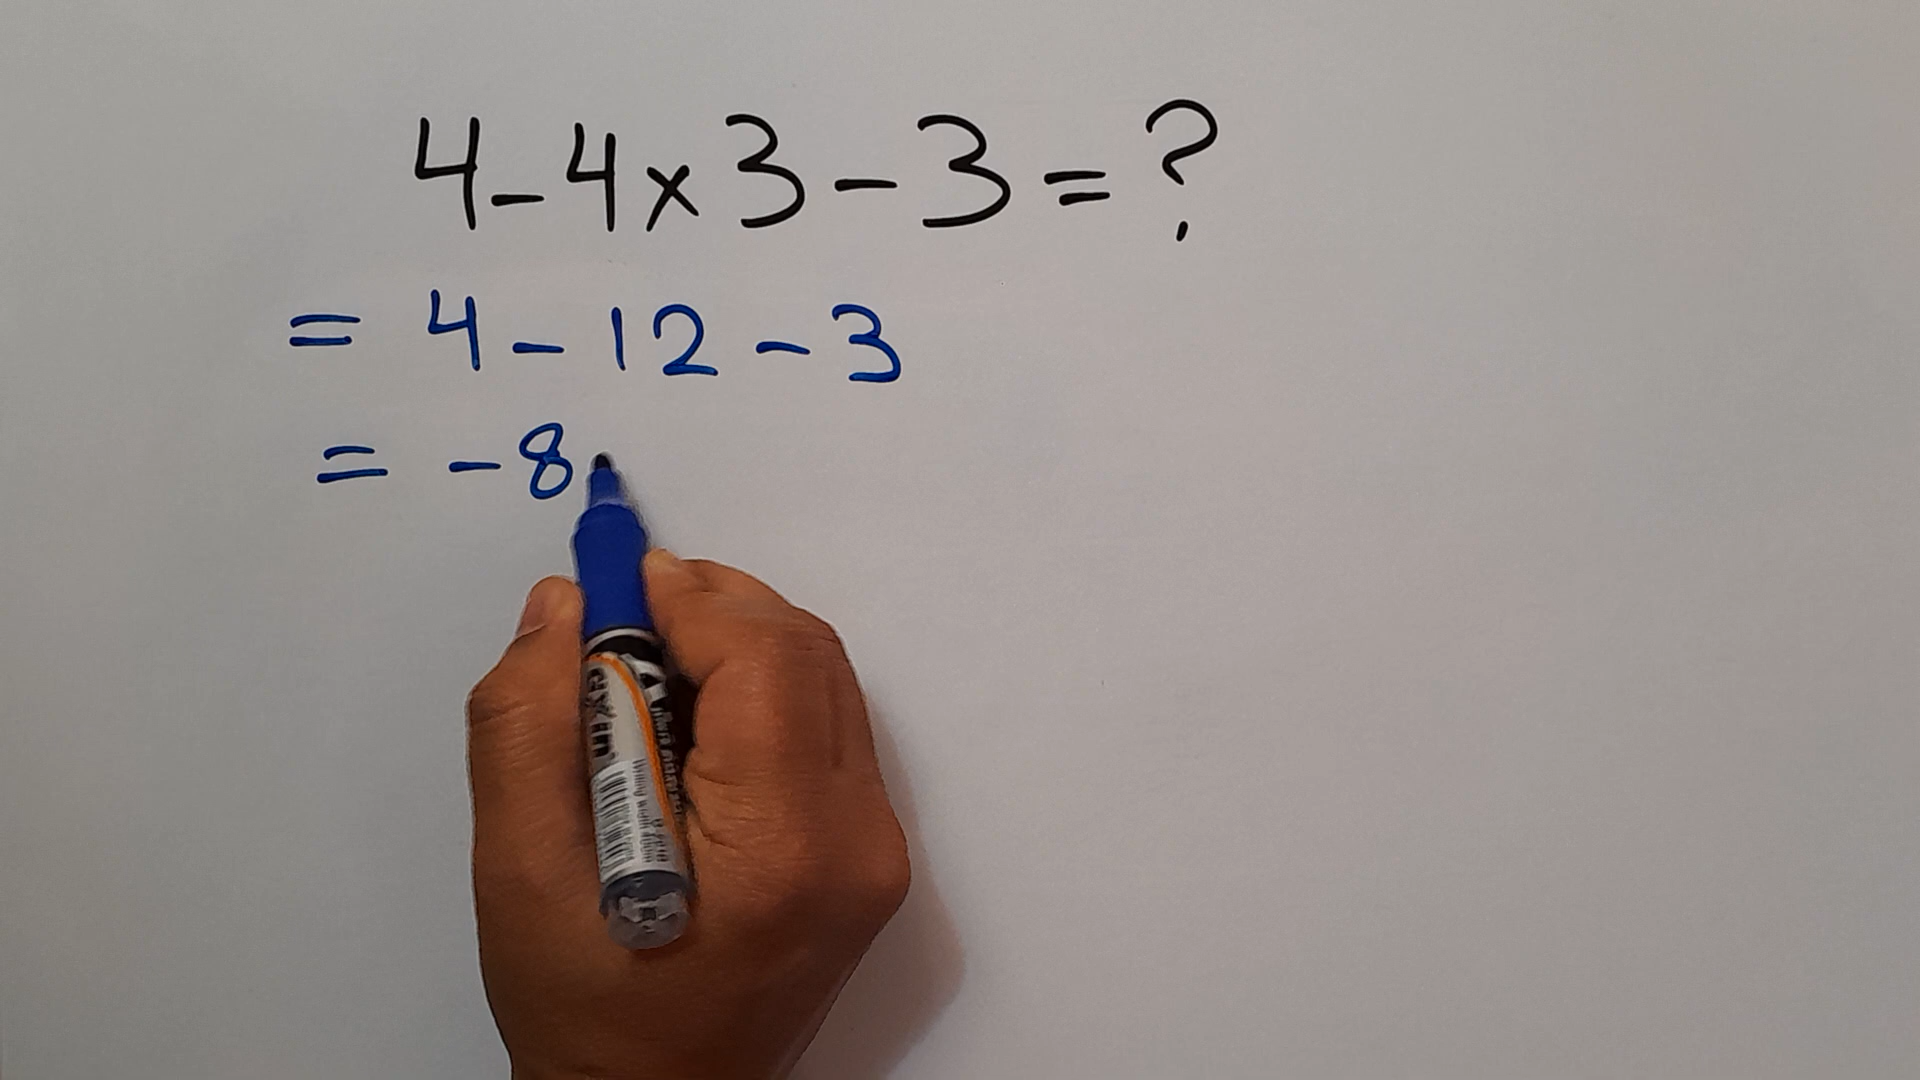 4-4×3-3=?
= 4-12-3
= -8